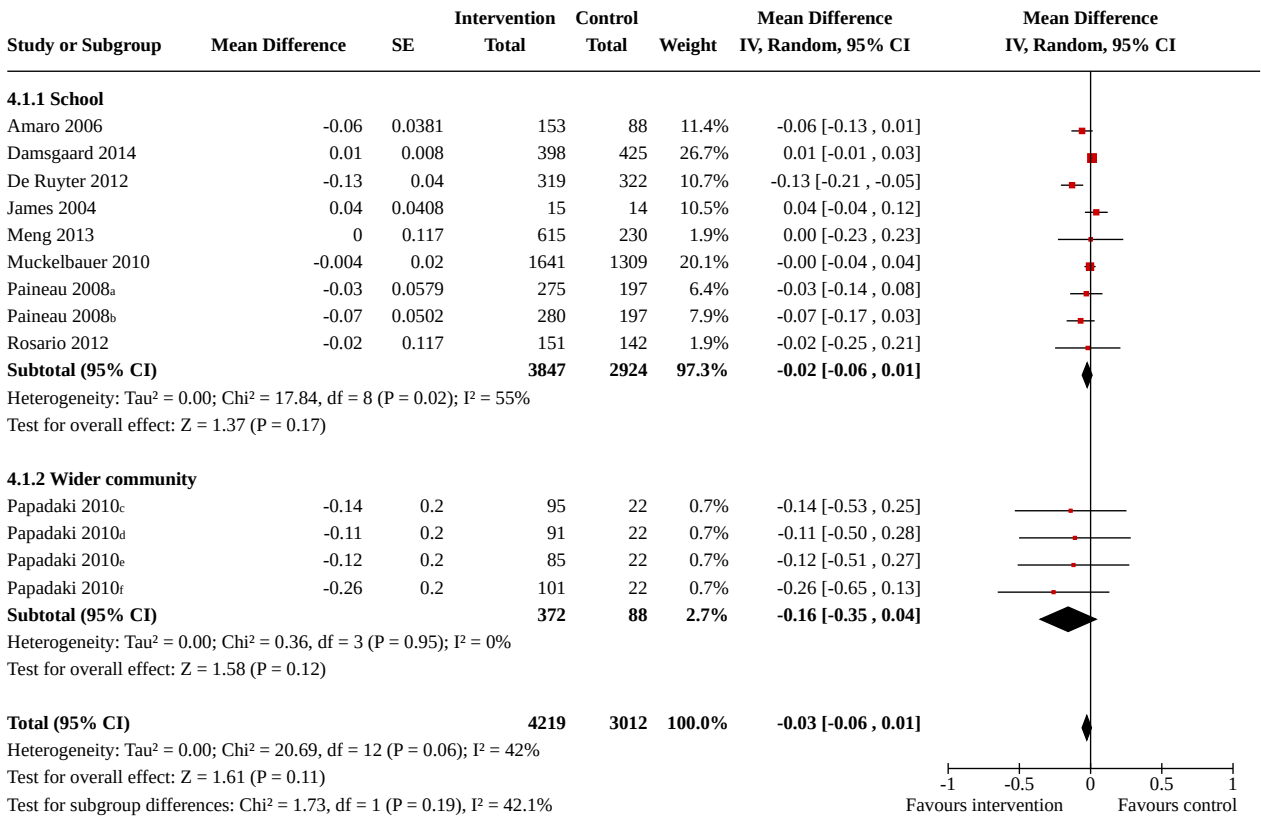 Intervention Control Mean Difference Mean Difference
Study or Subgroup Mean Difference SE Total Total Weight IV, Random, 95% CI IV, Random, 95% CI
4.1.1 School
Amaro 2006 -0.06 0.0381 153 88 11.4% -0.06 [-0.13 , 0.01]
Damsgaard 2014 0.01 0.008 398 425 26.7% 0.01 [-0.01 , 0.03]
De Ruyter 2012 -0.13 0.04 319 322 10.7% -0.13 [-0.21 , -0.05]
James 2004 0.04 0.0408 15 14 10.5% 0.04 [-0.04 , 0.12]
Meng 2013 0 0.117 615 230 1.9% 0.00 [-0.23 , 0.23]
Muckelbauer 2010 -0.004 0.02 1641 1309 20.1% -0.00 [-0.04 , 0.04]
Paineau 2008a -0.03 0.0579 275 197 6.4% -0.03 [-0.14 , 0.08]
Paineau 2008b -0.07 0.0502 280 197 7.9% -0.07 [-0.17 , 0.03]
Rosario 2012 -0.02 0.117 151 142 1.9% -0.02 [-0.25 , 0.21]
Subtotal (95% CI) 3847 2924 97.3% -0.02 [-0.06 , 0.01]
Heterogeneity: Tau² = 0.00; Chi² = 17.84, df = 8 (P = 0.02); I² = 55%
Test for overall effect: Z = 1.37 (P = 0.17)
4.1.2 Wider community
Papadaki 2010c -0.14 0.2 95 22 0.7% -0.14 [-0.53 , 0.25]
Papadaki 2010d -0.11 0.2 91 22 0.7% -0.11 [-0.50 , 0.28]
Papadaki 2010e -0.12 0.2 85 22 0.7% -0.12 [-0.51 , 0.27]
Papadaki 2010f -0.26 0.2 101 22 0.7% -0.26 [-0.65 , 0.13]
Subtotal (95% CI) 372 88 2.7% -0.16 [-0.35 , 0.04]
Heterogeneity: Tau² = 0.00; Chi² = 0.36, df = 3 (P = 0.95); I² = 0%
Test for overall effect: Z = 1.58 (P = 0.12)
Total (95% CI) 4219 3012 100.0% -0.03 [-0.06 , 0.01]
Heterogeneity: Tau² = 0.00; Chi² = 20.69, df = 12 (P = 0.06); I² = 42%
Test for overall effect: Z = 1.61 (P = 0.11)
-1 -0.5 0 0.5 1
Test for subgroup differences: Chi² = 1.73, df = 1 (P = 0.19), I² = 42.1% Favours intervention Favours control